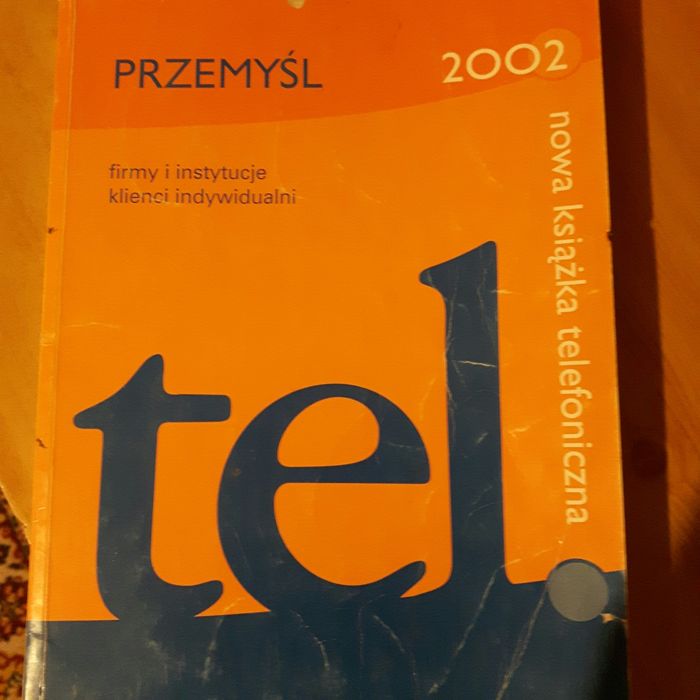 PRZEMYŚL
2002
firmy i instytucje
klienci indywidualni
nowa książka telefoniczna
tel.